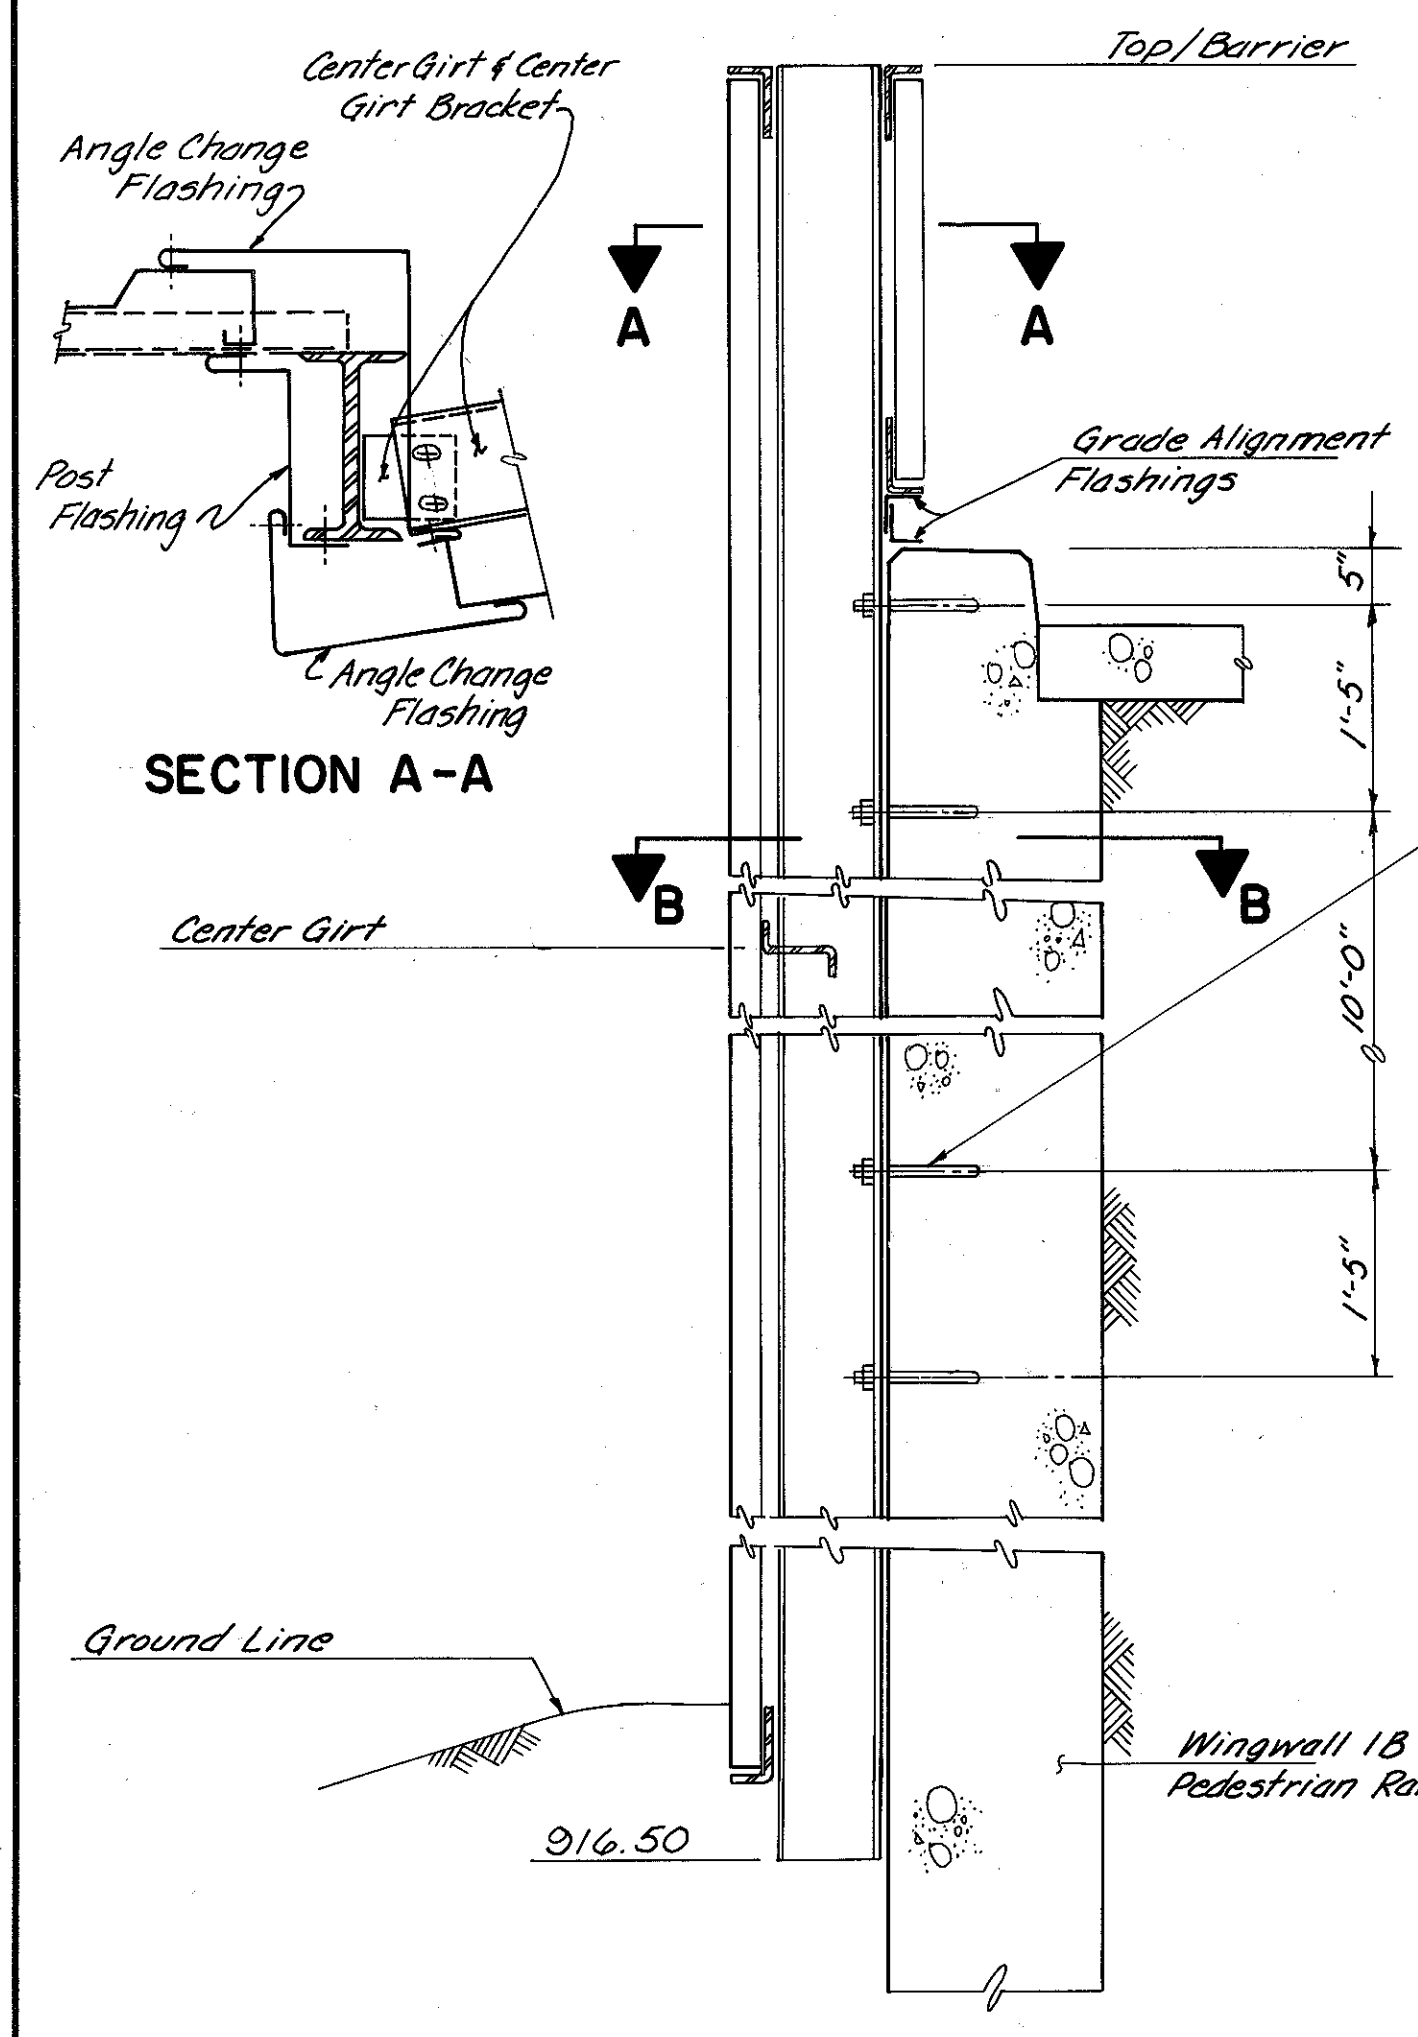 Top/Barrier
Center Girt & Center
Girt Bracket
Angle Change
Flashing
A
A
Grade Alignment
Flashings
Post
Flashing
5"
1'-5"
Angle Change
Flashing
SECTION A-A
B
B
Center Girt
10'-0"
1'-5"
Ground Line
Wingwall 1B
Pedestrian Ra
916.50